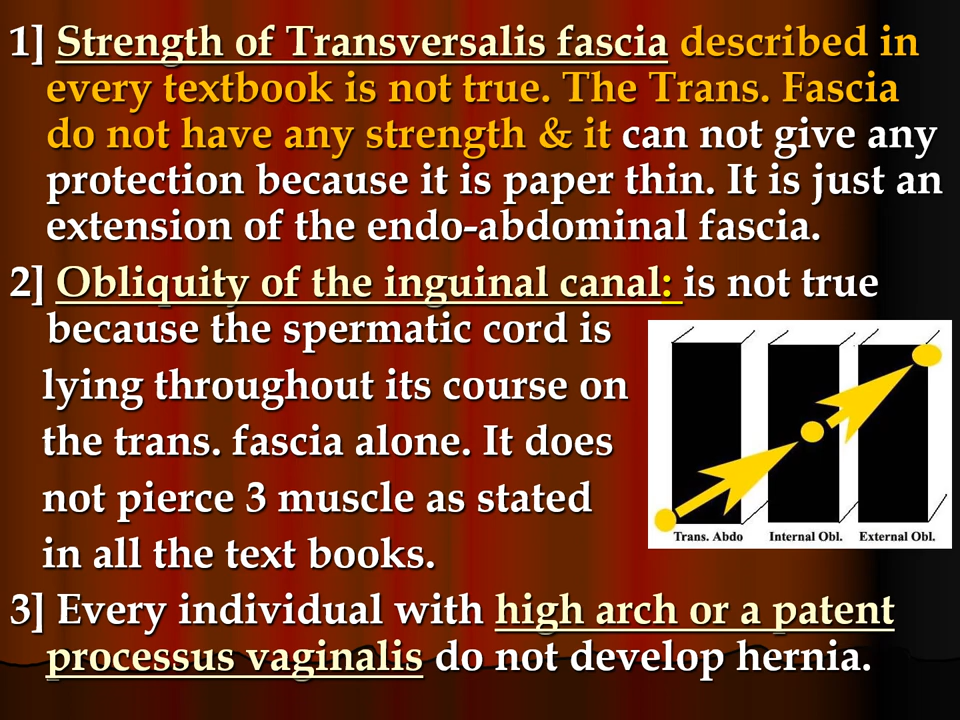 1] Strength of Transversalis fascia described in
every textbook is not true. The Trans. Fascia
do not have any strength & it can not give any
protection because it is paper thin. It is just an
extension of the endo-abdominal fascia.
2] Obliquity of the inguinal canal: is not true
because the spermatic cord is
lying throughout its course on
the trans. fascia alone. It does
not pierce 3 muscle as stated
in all the text books.
Trans. Abdo Internal Obl. External Obl.
3] Every individual with high arch or a patent
processus vaginalis do not develop hernia.